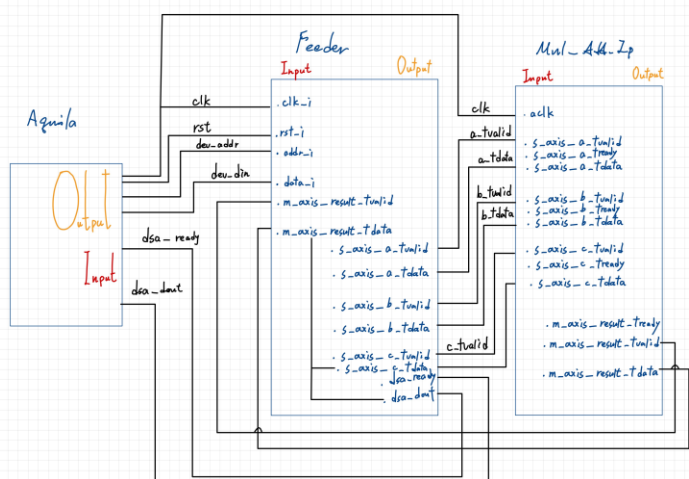 Aquila
Output
Input
dsa_ready
dsa_dout
clk
rst
dev_addr
dev_din
Feeder
Input
Output
.clk_i
.rst_i
.addr_i
.data_i
.m_axis_result_tvalid
.m_axis_result_tdata
.s_axis_a_tvalid
.s_axis_a_tdata
.s_axis_b_tvalid
.s_axis_b_tdata
.s_axis_c_tvalid
.s_axis_c_tdata
.dsa_ready
.dsa_dout
clk
a_tvalid
a_tdata
b_tvalid
b_tdata
c_tvalid
Mul_Add_Ip
Input
Output
.aclk
.s_axis_a_tvalid
.s_axis_a_tready
.s_axis_a_tdata
.s_axis_b_tvalid
.s_axis_b_tready
.s_axis_b_tdata
.s_axis_c_tvalid
.s_axis_c_tready
.s_axis_c_tdata
.m_axis_result_tready
.m_axis_result_tvalid
.m_axis_result_tdata